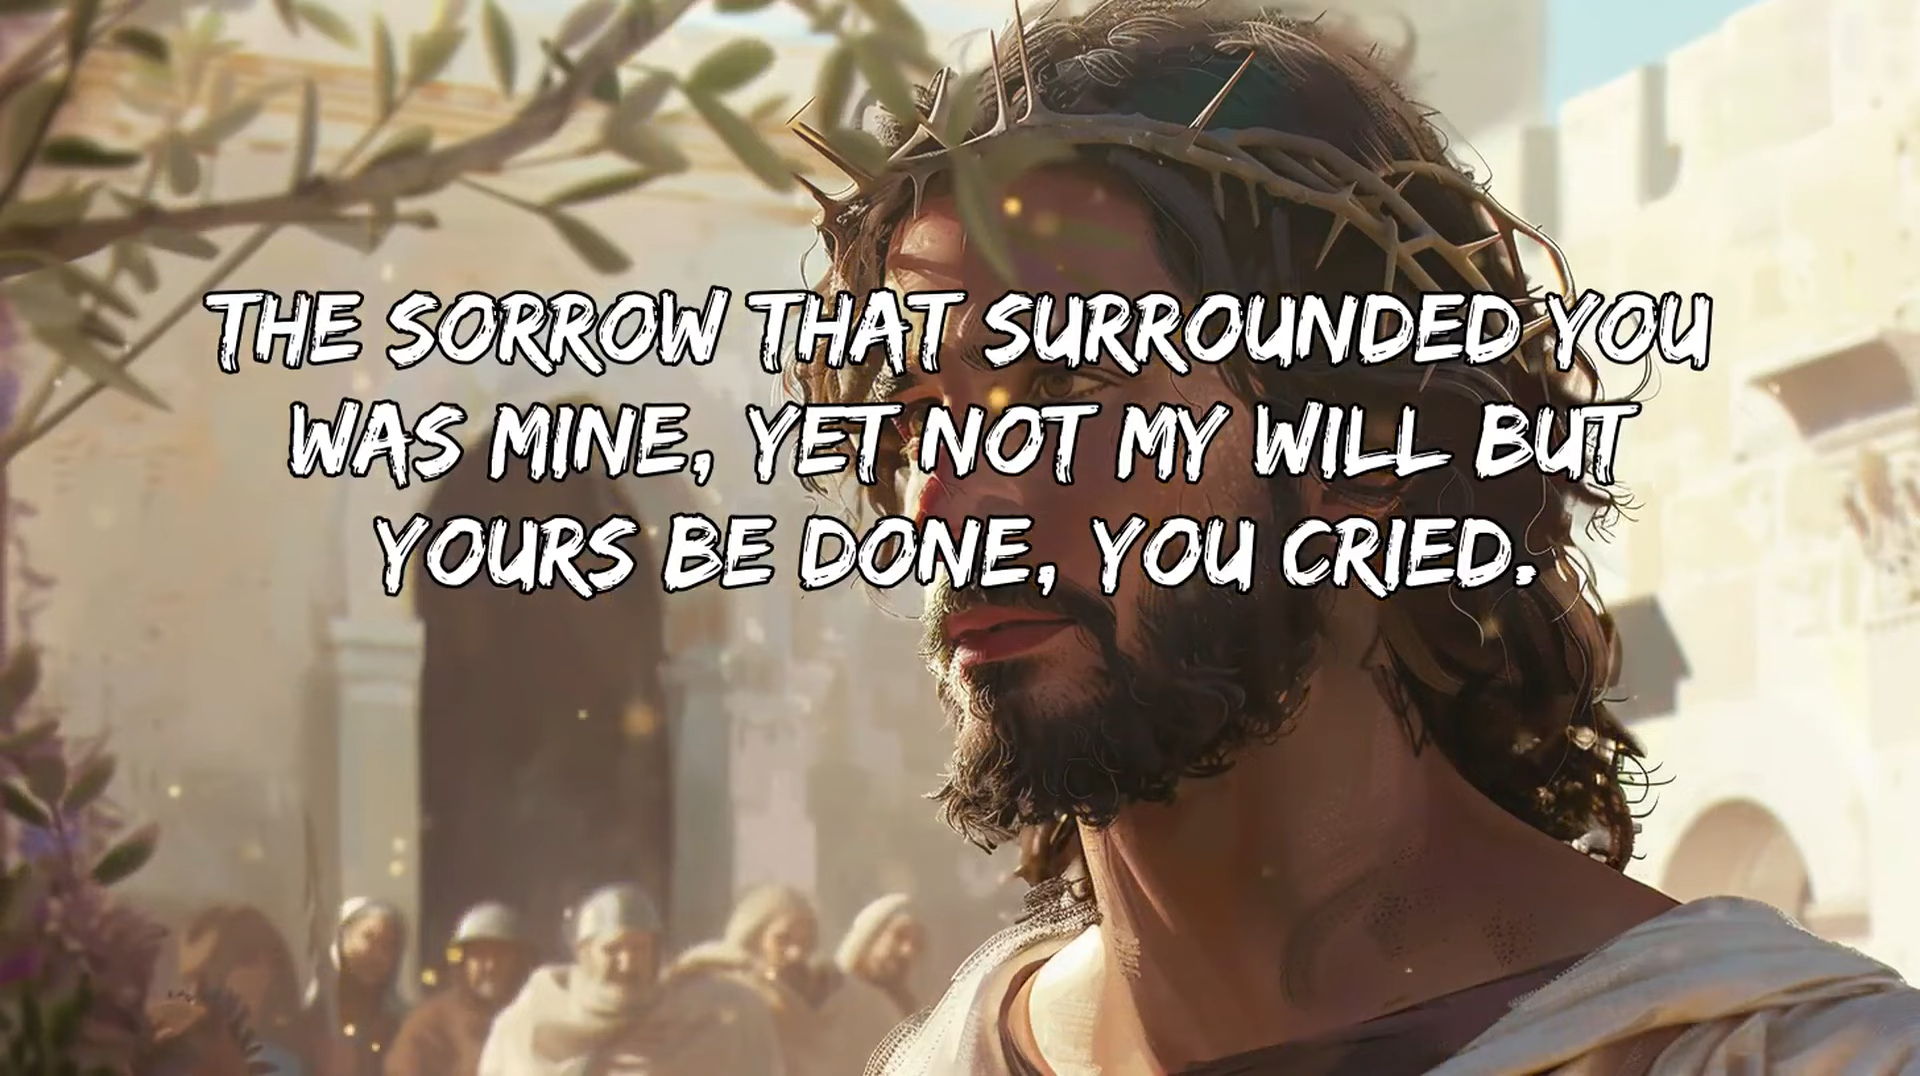 THE SORROW THAT SURROUNDED YOU
WAS MINE, YET NOT MY WILL BUT
YOURS BE DONE, YOU CRIED.